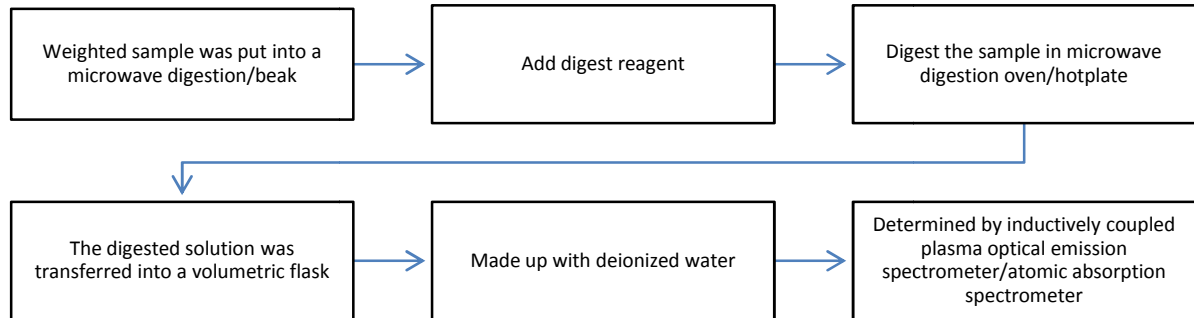 Weighted sample was put into a
microwave digestion/beak
Add digest reagent
Digest the sample in microwave
digestion oven/hotplate
The digested solution was
transferred into a volumetric flask
Made up with deionized water
Determined by inductively coupled
plasma optical emission
spectrometer/atomic absorption
spectrometer